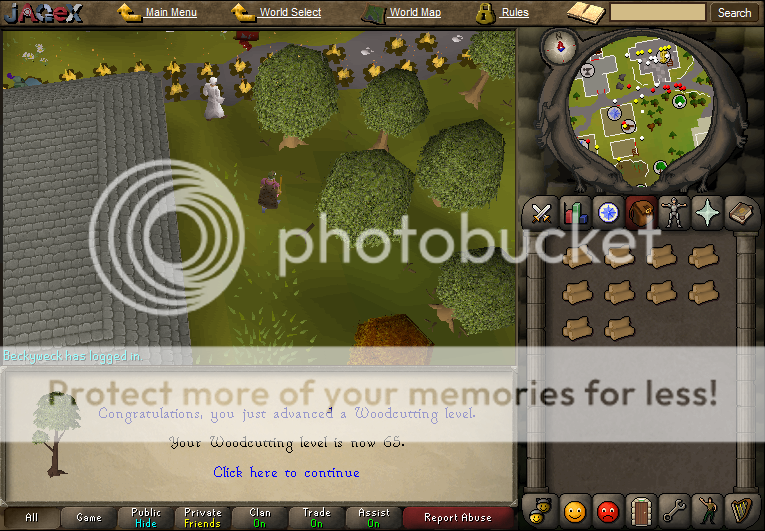 JAGEX
Main Menu
World Select
World Map
Rules
Search
photobucket
Beckyveck has logged in.
Protect more of your memories for less!
Congratulations, you just advanced a Woodcutting level.
Your Woodcutting level is now 65.
Click here to continue
All
Game
Public
Hide
Private
Friends
Clan
On
Trade
On
Assist
On
Report Abuse